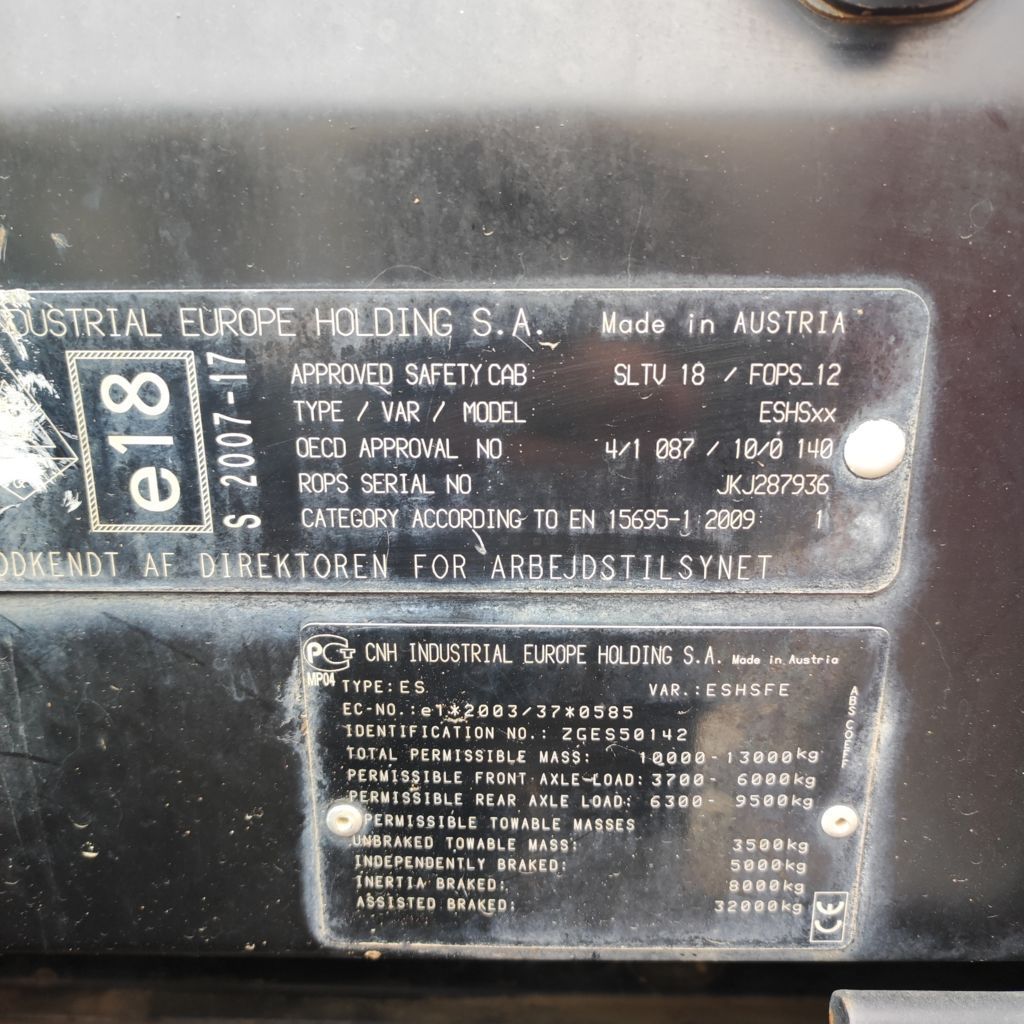 DUSTRIAL EUROPE HOLDING S.A. Made in AUSTRIA
e18
S 2007-17
APPROVED SAFETY CAB: SLTV 18 / FOPS_12
TYPE / VAR / MODEL ESHSxx
OECD APPROVAL NO : 4/1 087 / 10/0 140
ROPS SERIAL NO : JKJ287936
CATEGORY ACCORDING TO EN 15695-1:2009: 1
ODKENDT AF DIREKTOREN FOR ARBEJDSTILSYNET
PCT CNH INDUSTRIAL EUROPE HOLDING S.A. Made in Austria
MP04
TYPE:ES VAR.:ESHSFE
EC-NO.:e1*2003/37*0585
IDENTIFICATION NO.: ZGES50142
TOTAL PERMISSIBLE MASS: 10000-13000kg
PERMISSIBLE FRONT AXLE-LOAD: 3700- 6000kg
PERMISSIBLE REAR AXLE LOAD: 6300- 9500kg
PERMISSIBLE TOWABLE MASSES
UNBRAKED TOWABLE MASS: 3500kg
INDEPENDENTLY BRAKED: 5000kg
INERTIA BRAKED: 8000kg
ASSISTED BRAKED: 32000kg
CE
ABS COEFF